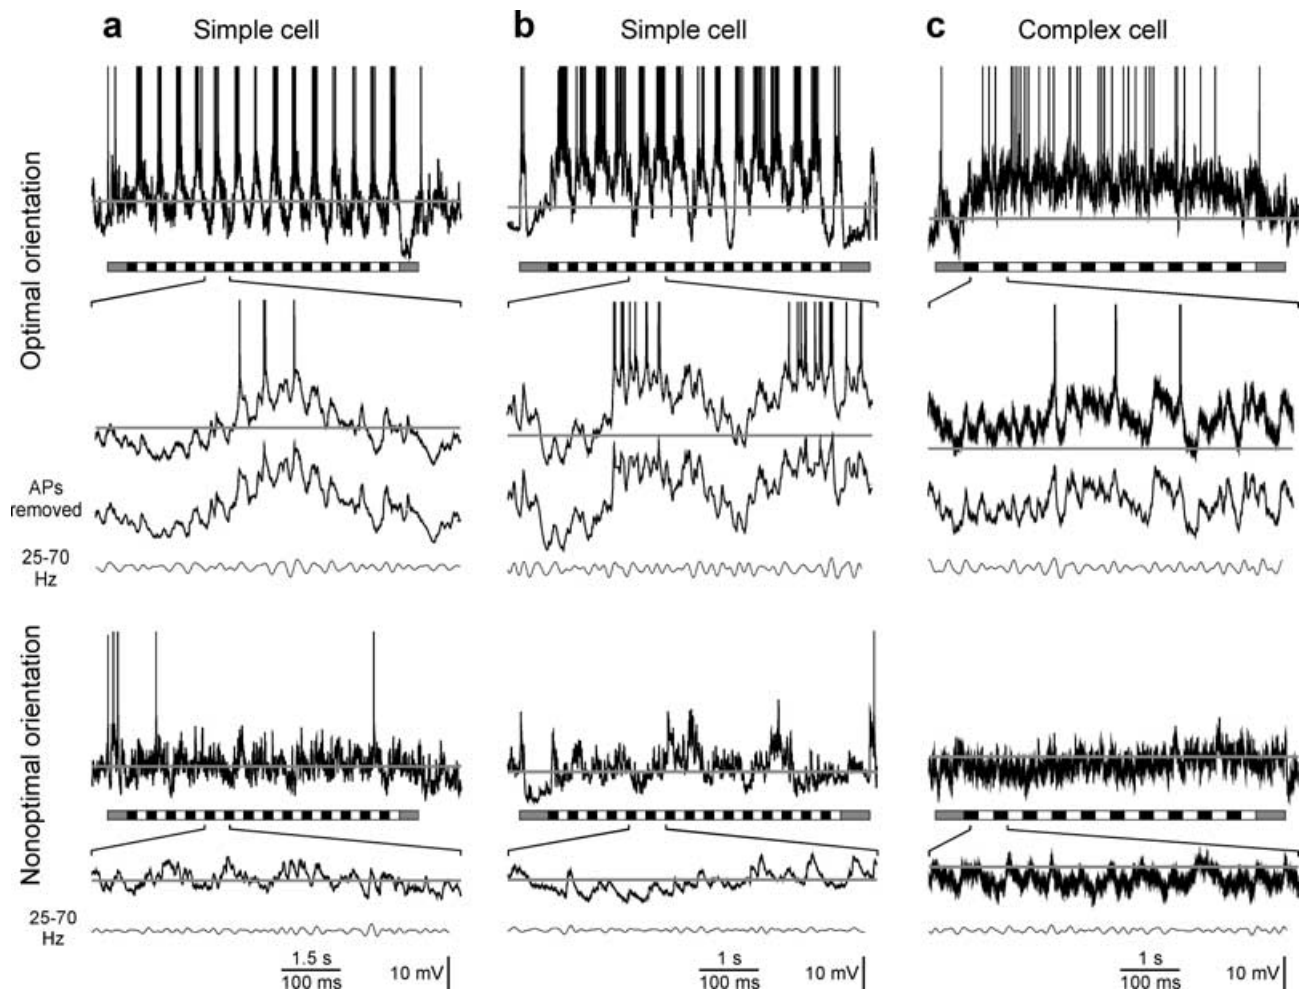 a Simple cell
b Simple cell
c Complex cell
Optimal orientation
APs
removed
25-70
Hz
Nonoptimal orientation
25-70
Hz
1.5 s
100 ms
10 mV
1 s
100 ms
10 mV
1 s
100 ms
10 mV